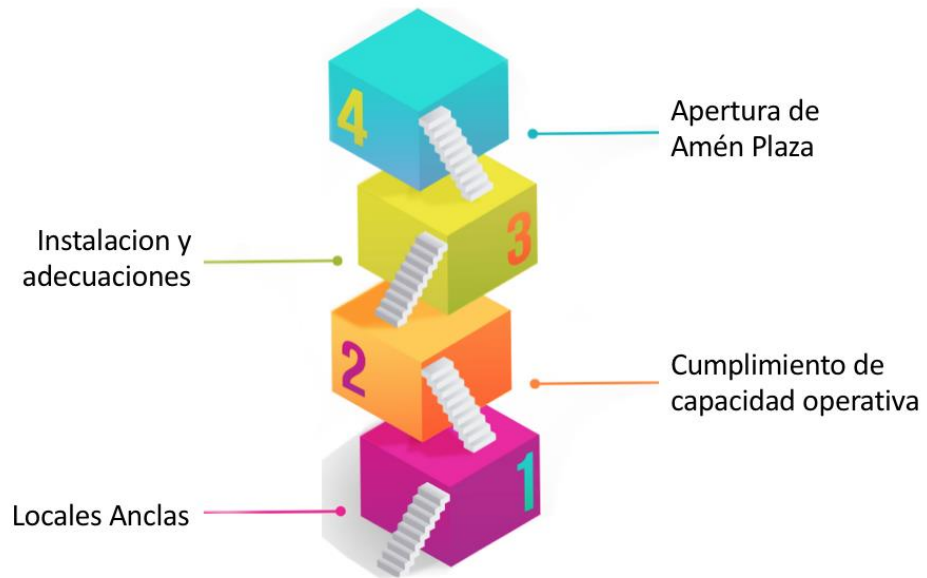 4
Apertura de
Amén Plaza
3
Instalacion y
adecuaciones
2
Cumplimiento de
capacidad operativa
1
Locales Anclas